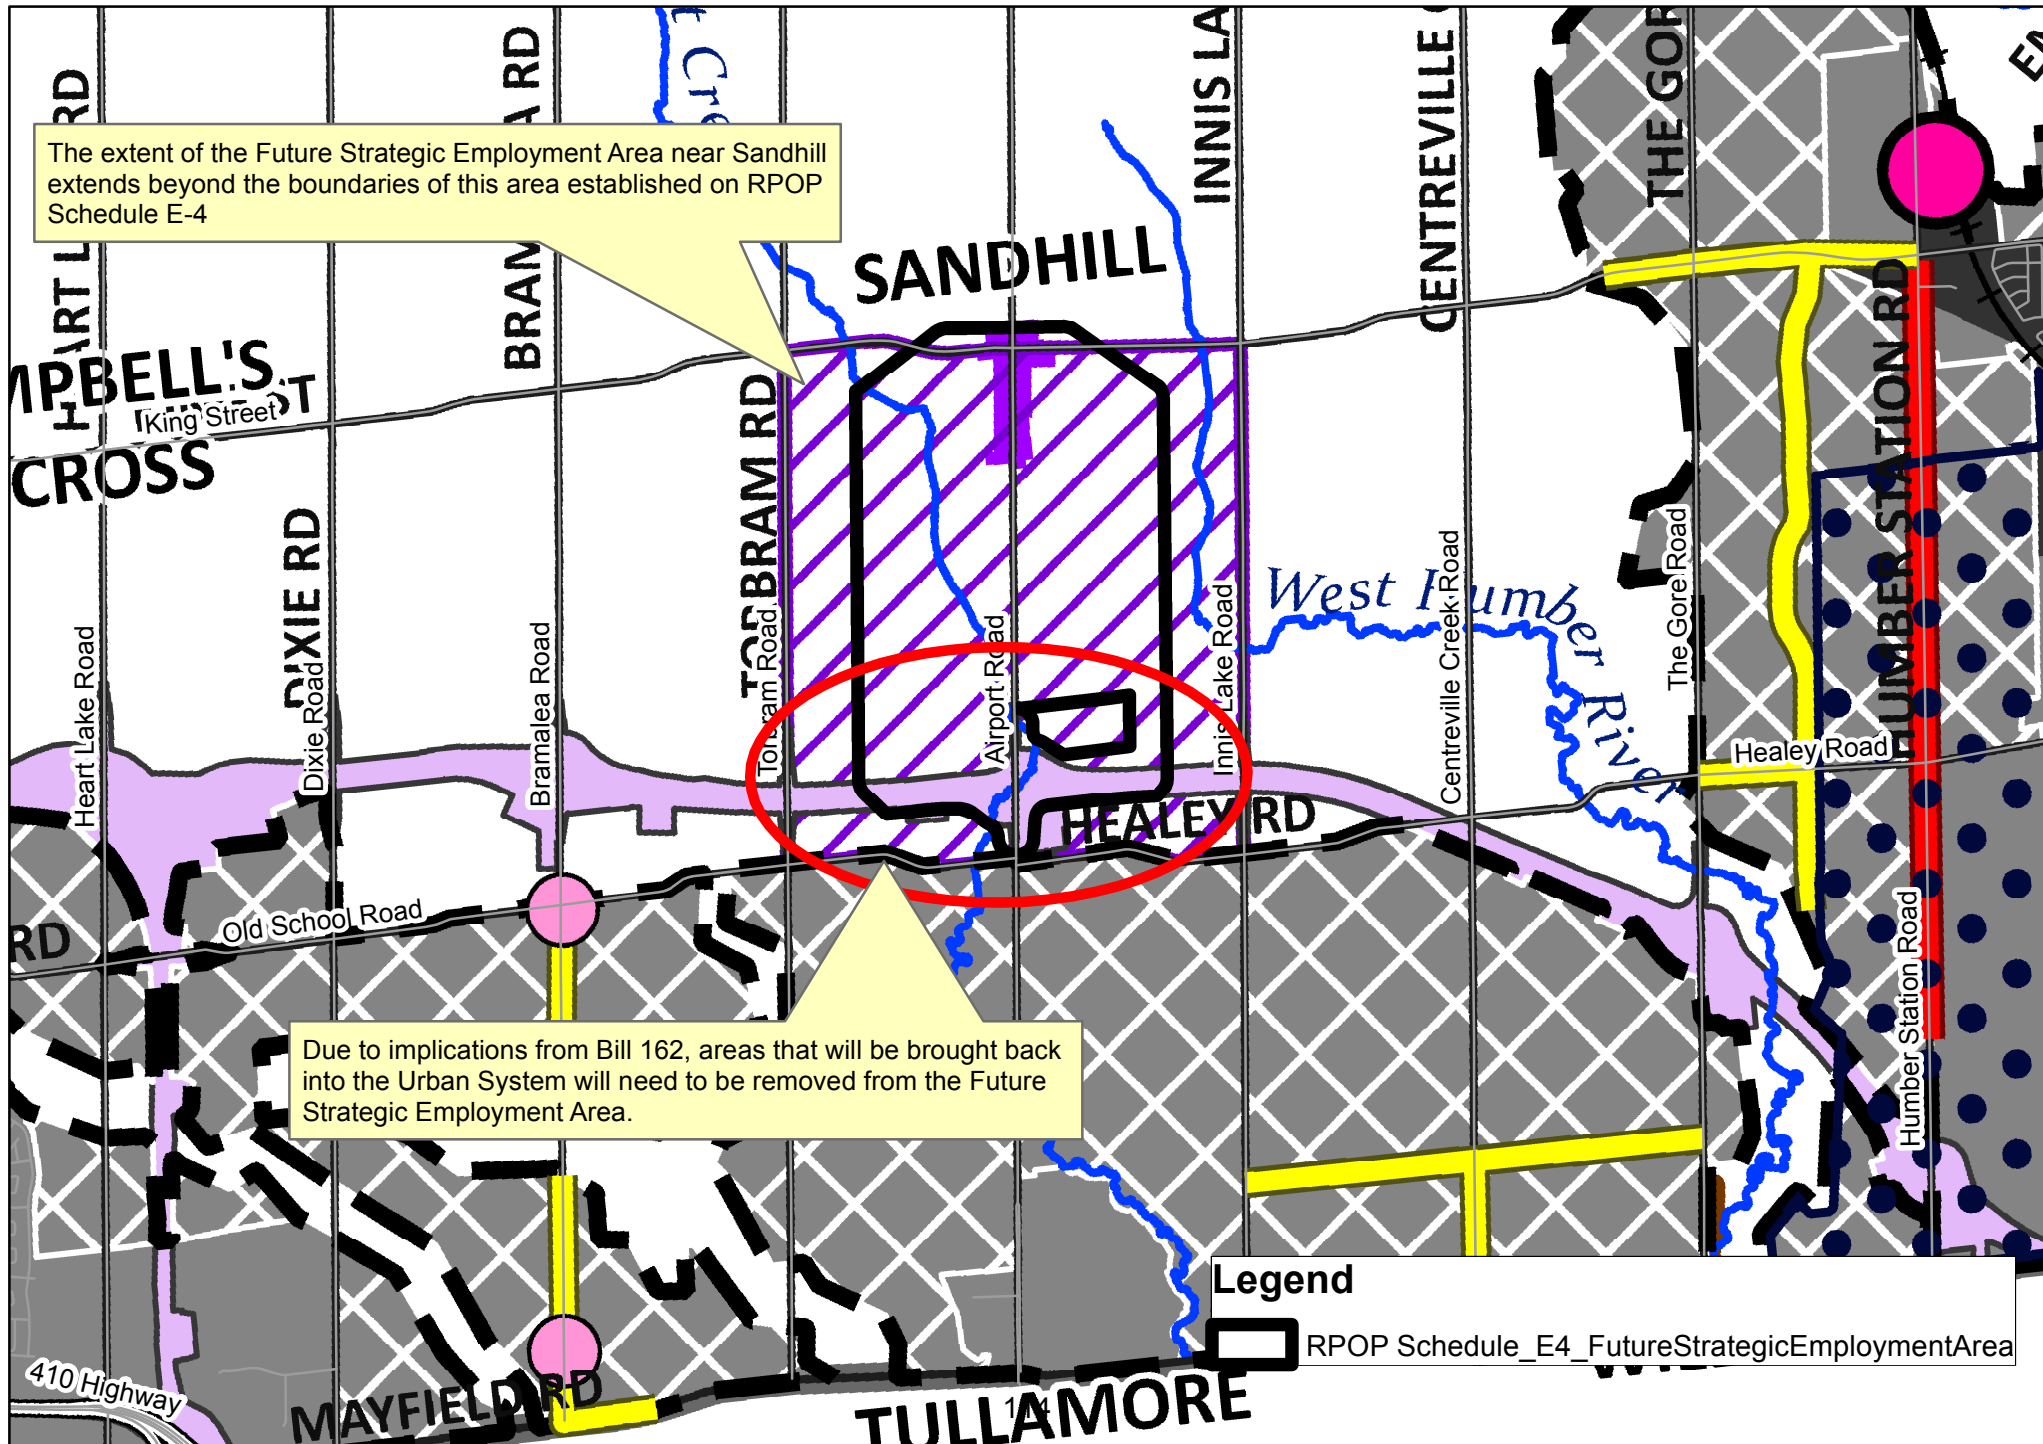 BRAMALEA RD
INNIS LA
CENTREVILLE C
THE GOR
The extent of the Future Strategic Employment Area near Sandhill
extends beyond the boundaries of this area established on RPOP
Schedule E-4
SANDHILL
MPBELL'S
CROSS
King Street
TORBRAM RD
DIXIE RD
HUMBER STATION RD
West Humber River
Heart Lake Road
Dixie Road
Bramalea Road
Torbram Road
Airport Road
Innis Lake Road
Centreville Creek Road
The Gore Road
Healey Road
HEALEY RD
Old School Road
RD
Humber Station Road
Due to implications from Bill 162, areas that will be brought back
into the Urban System will need to be removed from the Future
Strategic Employment Area.
Legend
RPOP Schedule_E4_FutureStrategicEmploymentArea
410 Highway
MAYFIELD RD
TULLAMORE
114